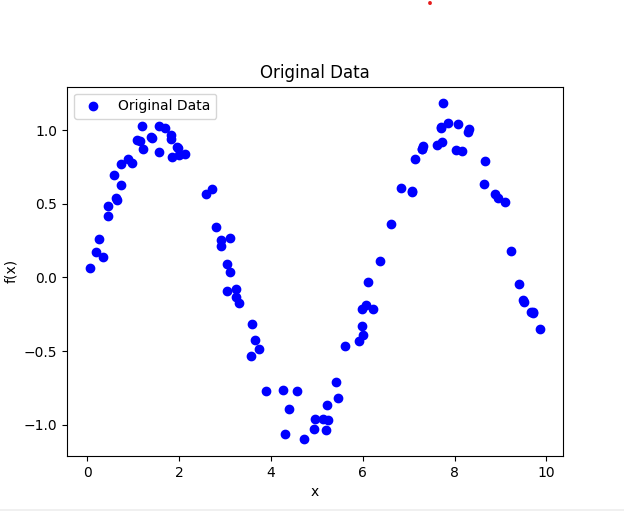 Original Data
Original Data
1.0
0.5
0.0
−0.5
−1.0
f(x)
0 2 4 6 8 10
x